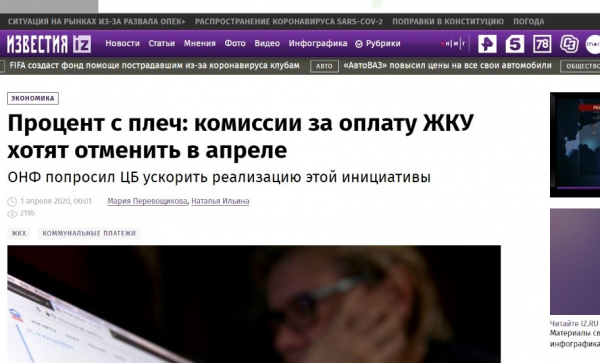 СИТУАЦИЯ НА РЫНКАХ ИЗ-ЗА РАЗВАЛА ОПЕК+ РАСПРОСТРАНЕНИЕ КОРОНАВИРУСА SARS-COV-2 ПОПРАВКИ В КОНСТИТУЦИЮ ПОГОДА
ИЗВЕСТИЯ iz Новости Статьи Мнения Фото Видео Инфографика Рубрики 5 78
FIFA создаст фонд помощи пострадавшим из-за коронавируса клубам АВТО «АвтоВАЗ» повысил цены на все свои автомобили ОБЩЕСТВО
ЭКОНОМИКА
Процент с плеч: комиссии за оплату ЖКУ
хотят отменить в апреле
ОНФ попросил ЦБ ускорить реализацию этой инициативы
1 апреля 2020, 00:01 Мария Перевощикова, Наталья Ильина
2195
ЖКХ КОММУНАЛЬНЫЕ ПЛАТЕЖИ
Читайте IZ.RU
Материалы св
инфографика